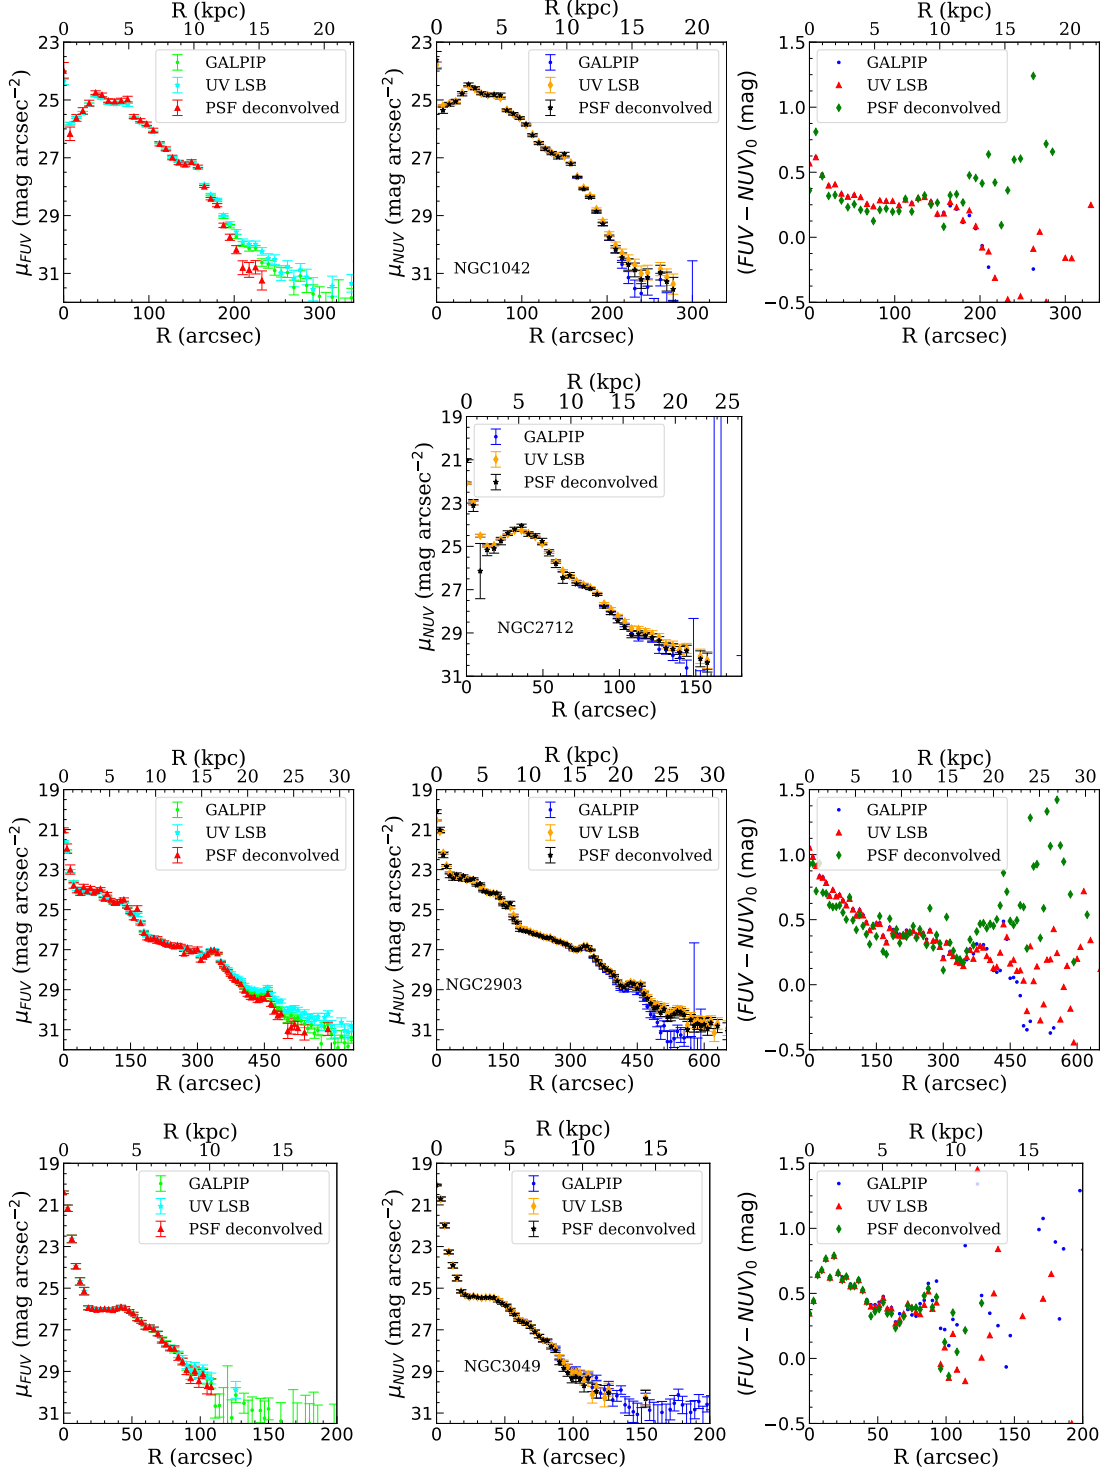 R (kpc) R (kpc) R (kpc)
0 5 10 15 20 0 5 10 15 20 0 5 10 15 20
23 23
GALPIP GALPIP GALPIP
UV LSB UV LSB UV LSB
PSF deconvolved PSF deconvolved PSF deconvolved
25 25
27 27
29 29
31 31
1.5
1.0
0.5
0.0
−0.5
μFUV (mag arcsec−2) μNUV (mag arcsec−2) (FUV − NUV)0 (mag)
NGC1042
0 100 200 300 0 100 200 300 0 100 200 300
R (arcsec) R (arcsec) R (arcsec)
R (kpc)
0 5 10 15 20 25
19
GALPIP
UV LSB
PSF deconvolved
21
23
25
27
29
31
μNUV (mag arcsec−2)
NGC2712
0 50 100 150
R (arcsec)
R (kpc) R (kpc) R (kpc)
0 5 10 15 20 25 30 0 5 10 15 20 25 30 0 5 10 15 20 25 30
19 19 1.5
GALPIP GALPIP GALPIP
UV LSB UV LSB UV LSB
PSF deconvolved PSF deconvolved PSF deconvolved
21 21
23 23 1.0
25 25 0.5
27 27
29 29 0.0
31 31 −0.5
μFUV (mag arcsec−2) μNUV (mag arcsec−2) (FUV − NUV)0 (mag)
NGC2903
0 150 300 450 600 0 150 300 450 600 0 150 300 450 600
R (arcsec) R (arcsec) R (arcsec)
R (kpc) R (kpc) R (kpc)
0 5 10 15 0 5 10 15 0 5 10 15
19 19 1.5
GALPIP GALPIP GALPIP
UV LSB UV LSB UV LSB
PSF deconvolved PSF deconvolved PSF deconvolved
21 21
23 23 1.0
25 25 0.5
27 27
29 29 0.0
31 31 −0.5
μFUV (mag arcsec−2) μNUV (mag arcsec−2) (FUV − NUV)0 (mag)
NGC3049
0 50 100 150 200 0 50 100 150 200 0 50 100 150 200
R (arcsec) R (arcsec) R (arcsec)